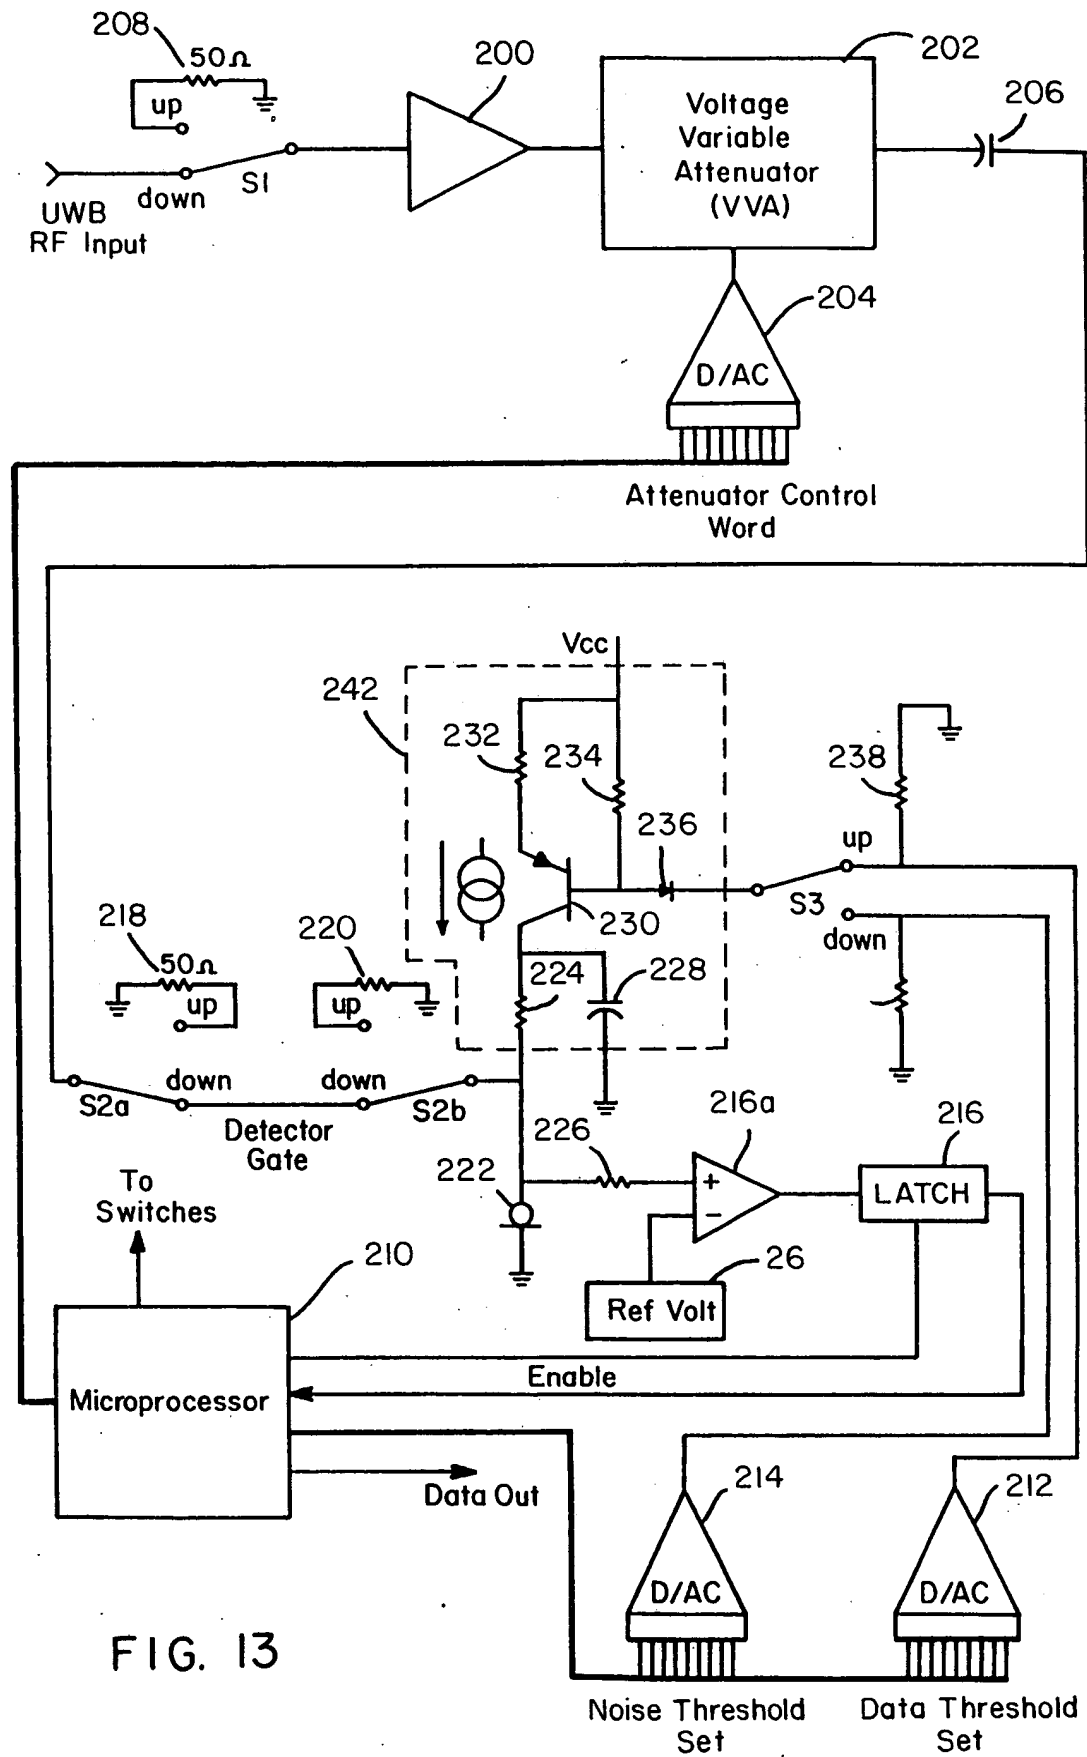 208
50Ω
up
200
202
Voltage
Variable
Attenuator
(VVA)
206
down
S1
UWB
RF Input
204
D/AC
Attenuator Control
Word
Vcc
242
232
234
236
238
up
S3
down
230
218
50Ω
up
220
up
224
228
S2a
down
down
S2b
Detector
Gate
226
216a
216
222
+
−
LATCH
To
Switches
210
26
Ref Volt
Enable
Microprocessor
Data Out
214
212
D/AC
D/AC
FIG. 13
Noise Threshold
Set
Data Threshold
Set